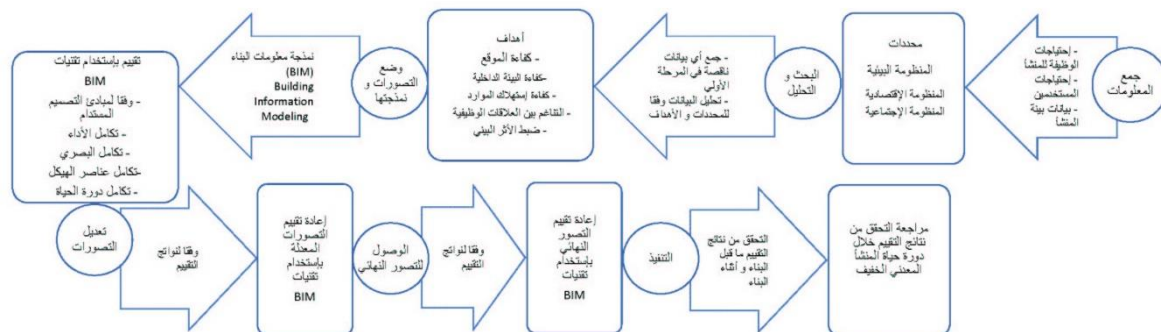 جمع
المعلومات
- إحتياجات
الوظيفة للمنشأ
- إحتياجات
المستخدمين
- بيانات بيئة
المنشأ
محددات
المنظومة البيئية
المنظومة الإقتصادية
المنظومة الإجتماعية
البحث و
التحليل
- جمع أي بيانات
ناقصة في المرحلة
الأولي
- تحليل البيانات وفقا
للمحددات و الأهداف
أهداف
- كفاءة الموقع
-كفاءة البيئة الداخلية
- كفاءة إستهلاك الموارد
- التناغم بين العلاقات الوظيفية
- ضبط الأثر البيئي
وضع
التصورات و
نمذجتها
نمذجة معلومات البناء
(BIM)
Building
Information
Modeling
تقييم بإستخدام تقنيات
BIM
- وفقا لمبادئ التصميم
المستدام
- تكامل الأداء
- تكامل البصري
-تكامل عناصر الهيكل
- تكامل دورة الحياة
تعديل
التصورات
وفقا لنواتج
التقييم
إعادة تقييم
التصورات
المعدلة
بإستخدام
تقنيات
BIM
الوصول
للتصور النهائي
وفقا لنواتج
التقييم
إعادة تقييم
التصور
النهائي
بإستخدام
تقنيات
BIM
التنفيذ
التحقق من نتائج
التقييم ما قبل
البناء و أثناء
البناء
مراجعة التحقق من
نتائج التقييم خلال
دورة حياة المنشأ
المعدني الخفيف